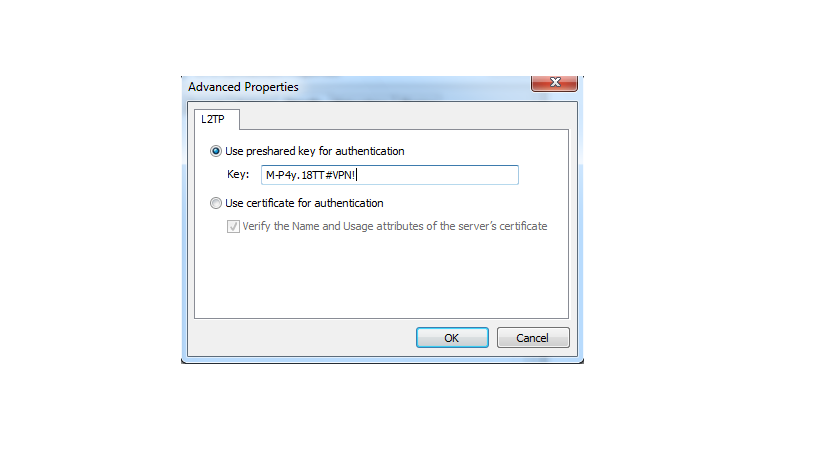 Advanced Properties
L2TP
Use preshared key for authentication
Key: M-P4y.18TT#VPN!
Use certificate for authentication
Verify the Name and Usage attributes of the server's certificate
OK Cancel